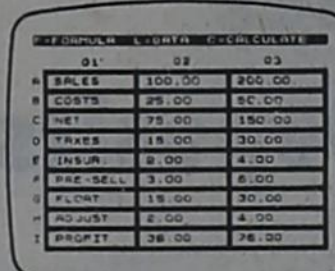 F-FORMULA L-DATA C-CALCULATE
01' 02 03
A SALES 100.00 200.00
B COSTS 25.00 50.00
C NET 75.00 150.00
D TAXES 15.00 30.00
E INSUR. 2.00 4.00
F PRE-SELL 3.00 6.00
G FLOAT 15.00 30.00
H ADJUST 2.00 4.00
I PROFIT 38.00 76.00